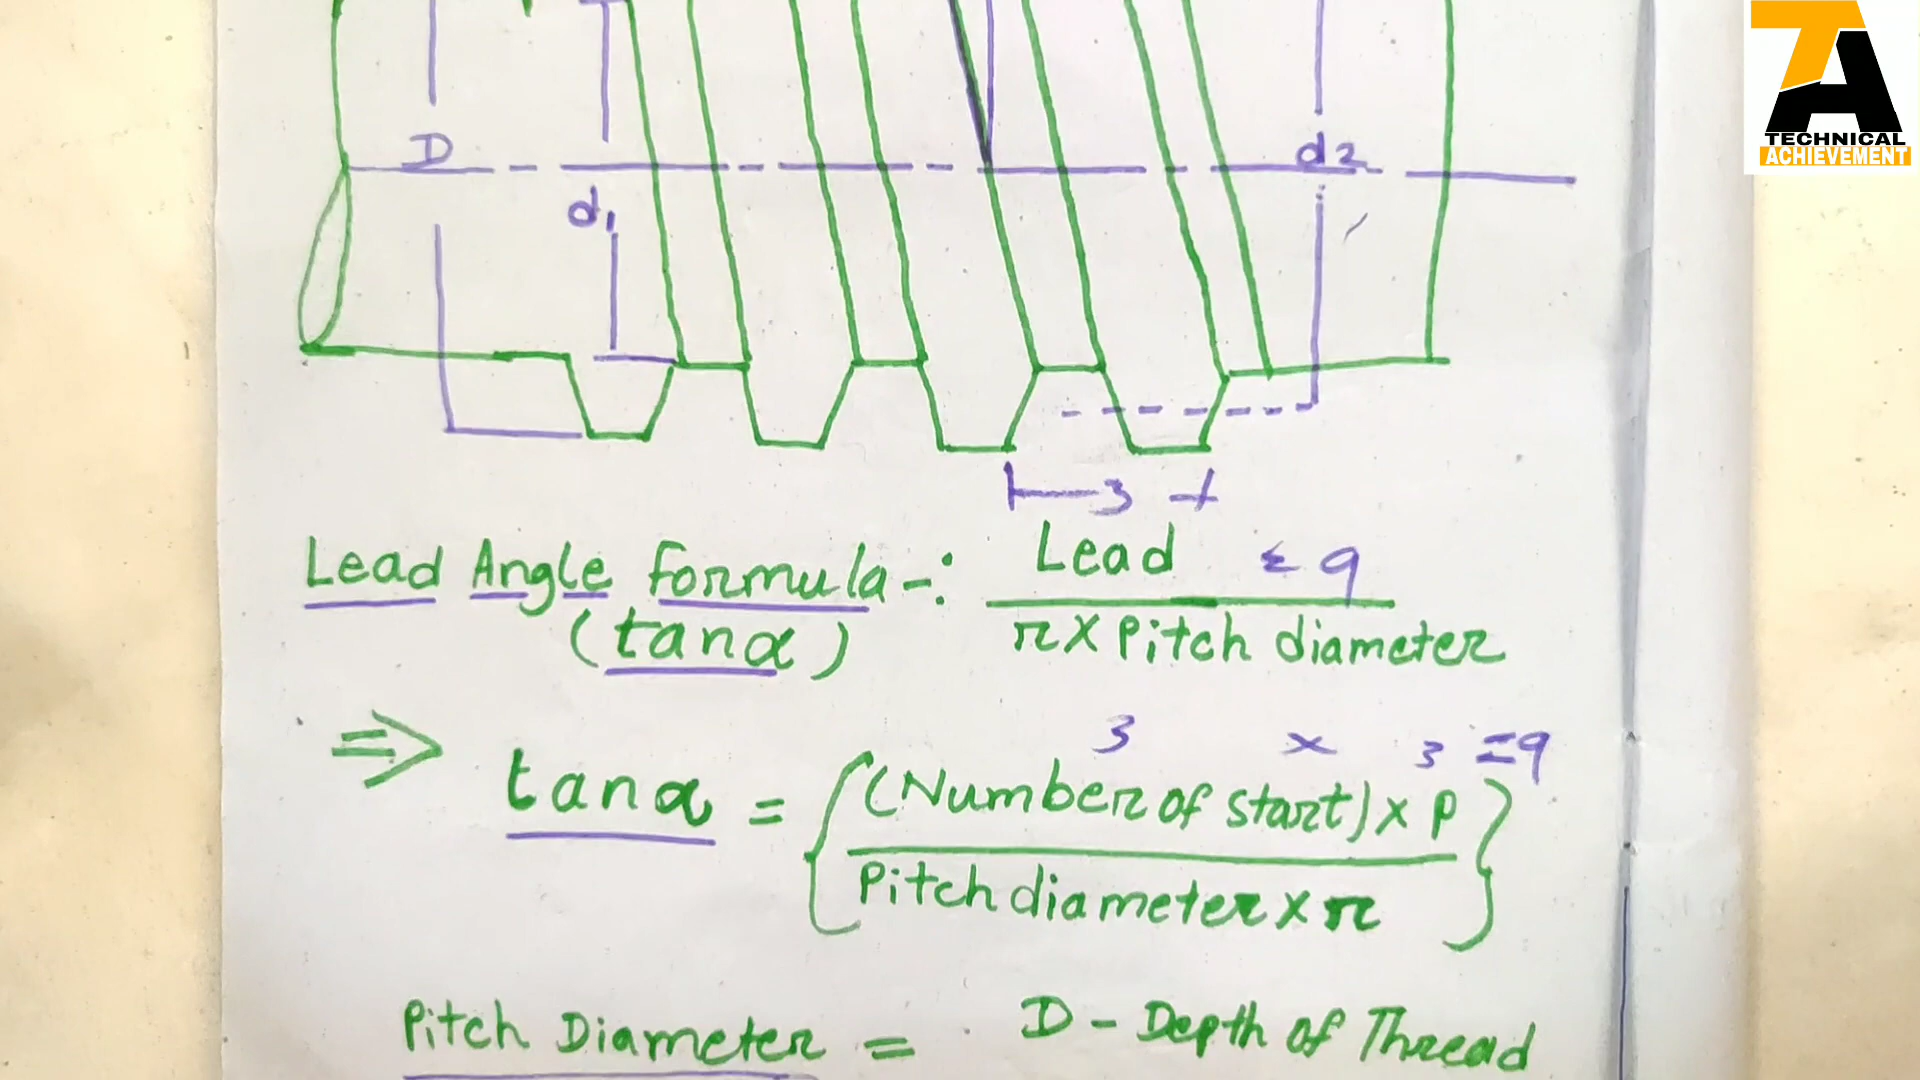 TA
TECHNICAL
ACHIEVEMENT
D
d2
d1
3
Lead Angle formula -: Lead = 9
(tanα) π X Pitch diameter
3 x 3 = 9
⇒ tanα = {(Number of start) x P
Pitch diameter x π}
Pitch Diameter = D - Depth of Thread